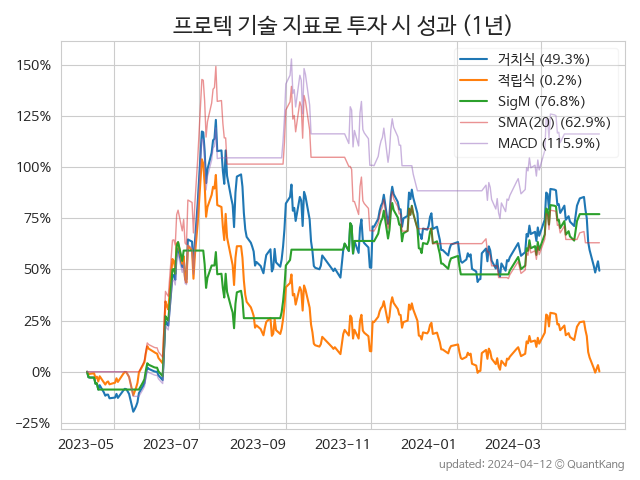 프로텍 기술 지표로 투자 시 성과 (1년)
150%
125%
100%
75%
50%
25%
0%
−25%
거치식 (49.3%)
적립식 (0.2%)
SigM (76.8%)
SMA(20) (62.9%)
MACD (115.9%)
2023-05 2023-07 2023-09 2023-11 2024-01 2024-03
updated: 2024-04-12 © QuantKang